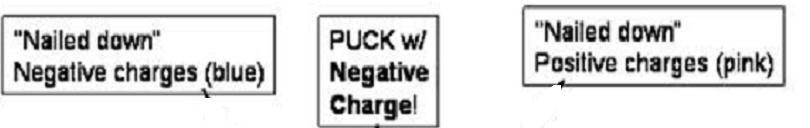 "Nailed down"
Negative charges (blue)
PUCK w/
Negative
Charge!
"Nailed down"
Positive charges (pink)